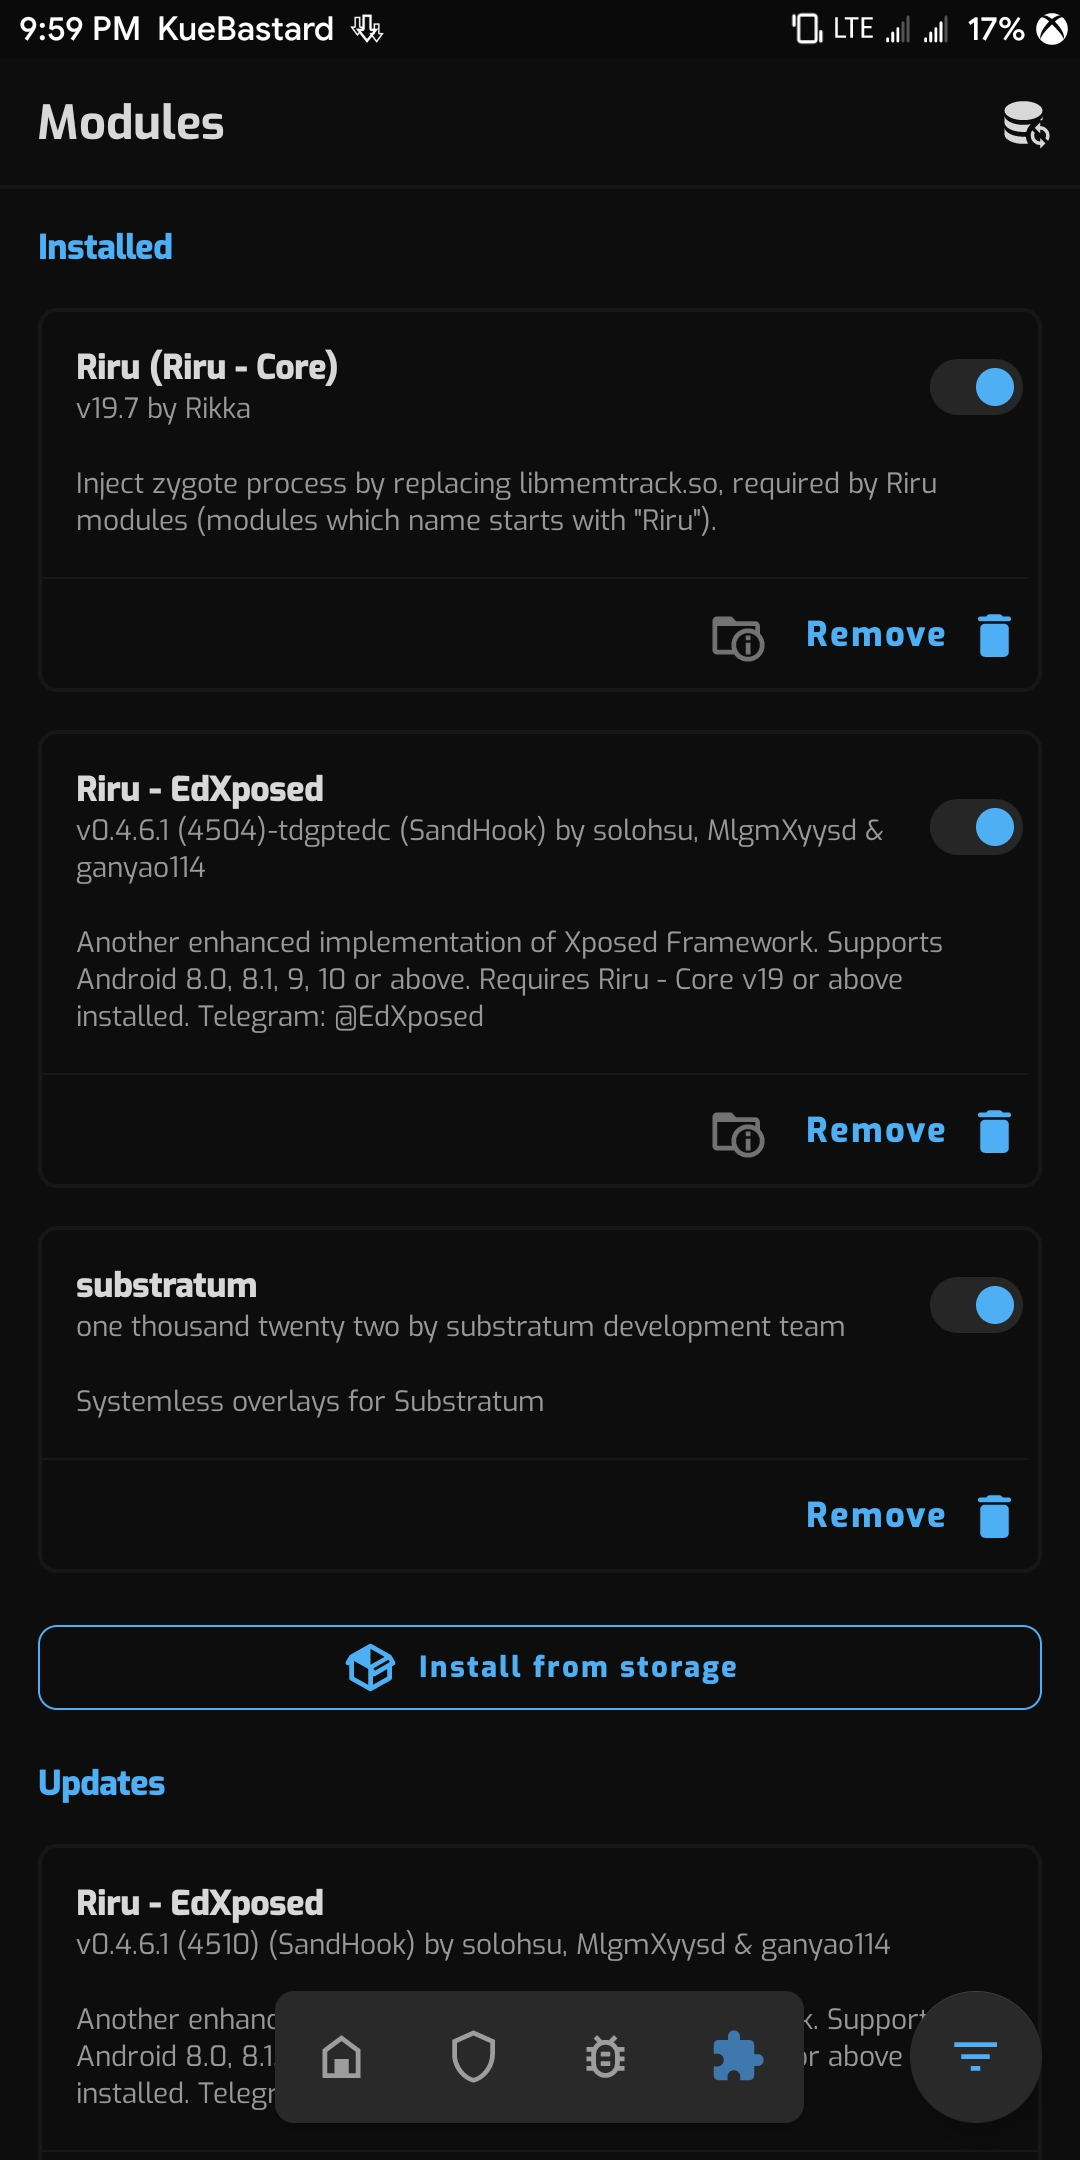 9:59 PM KueBastard LTE 17%
Modules
Installed
Riru (Riru - Core)
v19.7 by Rikka
Inject zygote process by replacing libmemtrack.so, required by Riru
modules (modules which name starts with "Riru").
Remove
Riru - EdXposed
v0.4.6.1 (4504)-tdgptedc (SandHook) by solohsu, MlgmXyysd &
ganyao114
Another enhanced implementation of Xposed Framework. Supports
Android 8.0, 8.1, 9, 10 or above. Requires Riru - Core v19 or above
installed. Telegram: @EdXposed
Remove
substratum
one thousand twenty two by substratum development team
Systemless overlays for Substratum
Remove
Install from storage
Updates
Riru - EdXposed
v0.4.6.1 (4510) (SandHook) by solohsu, MlgmXyysd & ganyao114
Another enhanc k. Support
Android 8.0, 8.1 or above
installed. Telegr